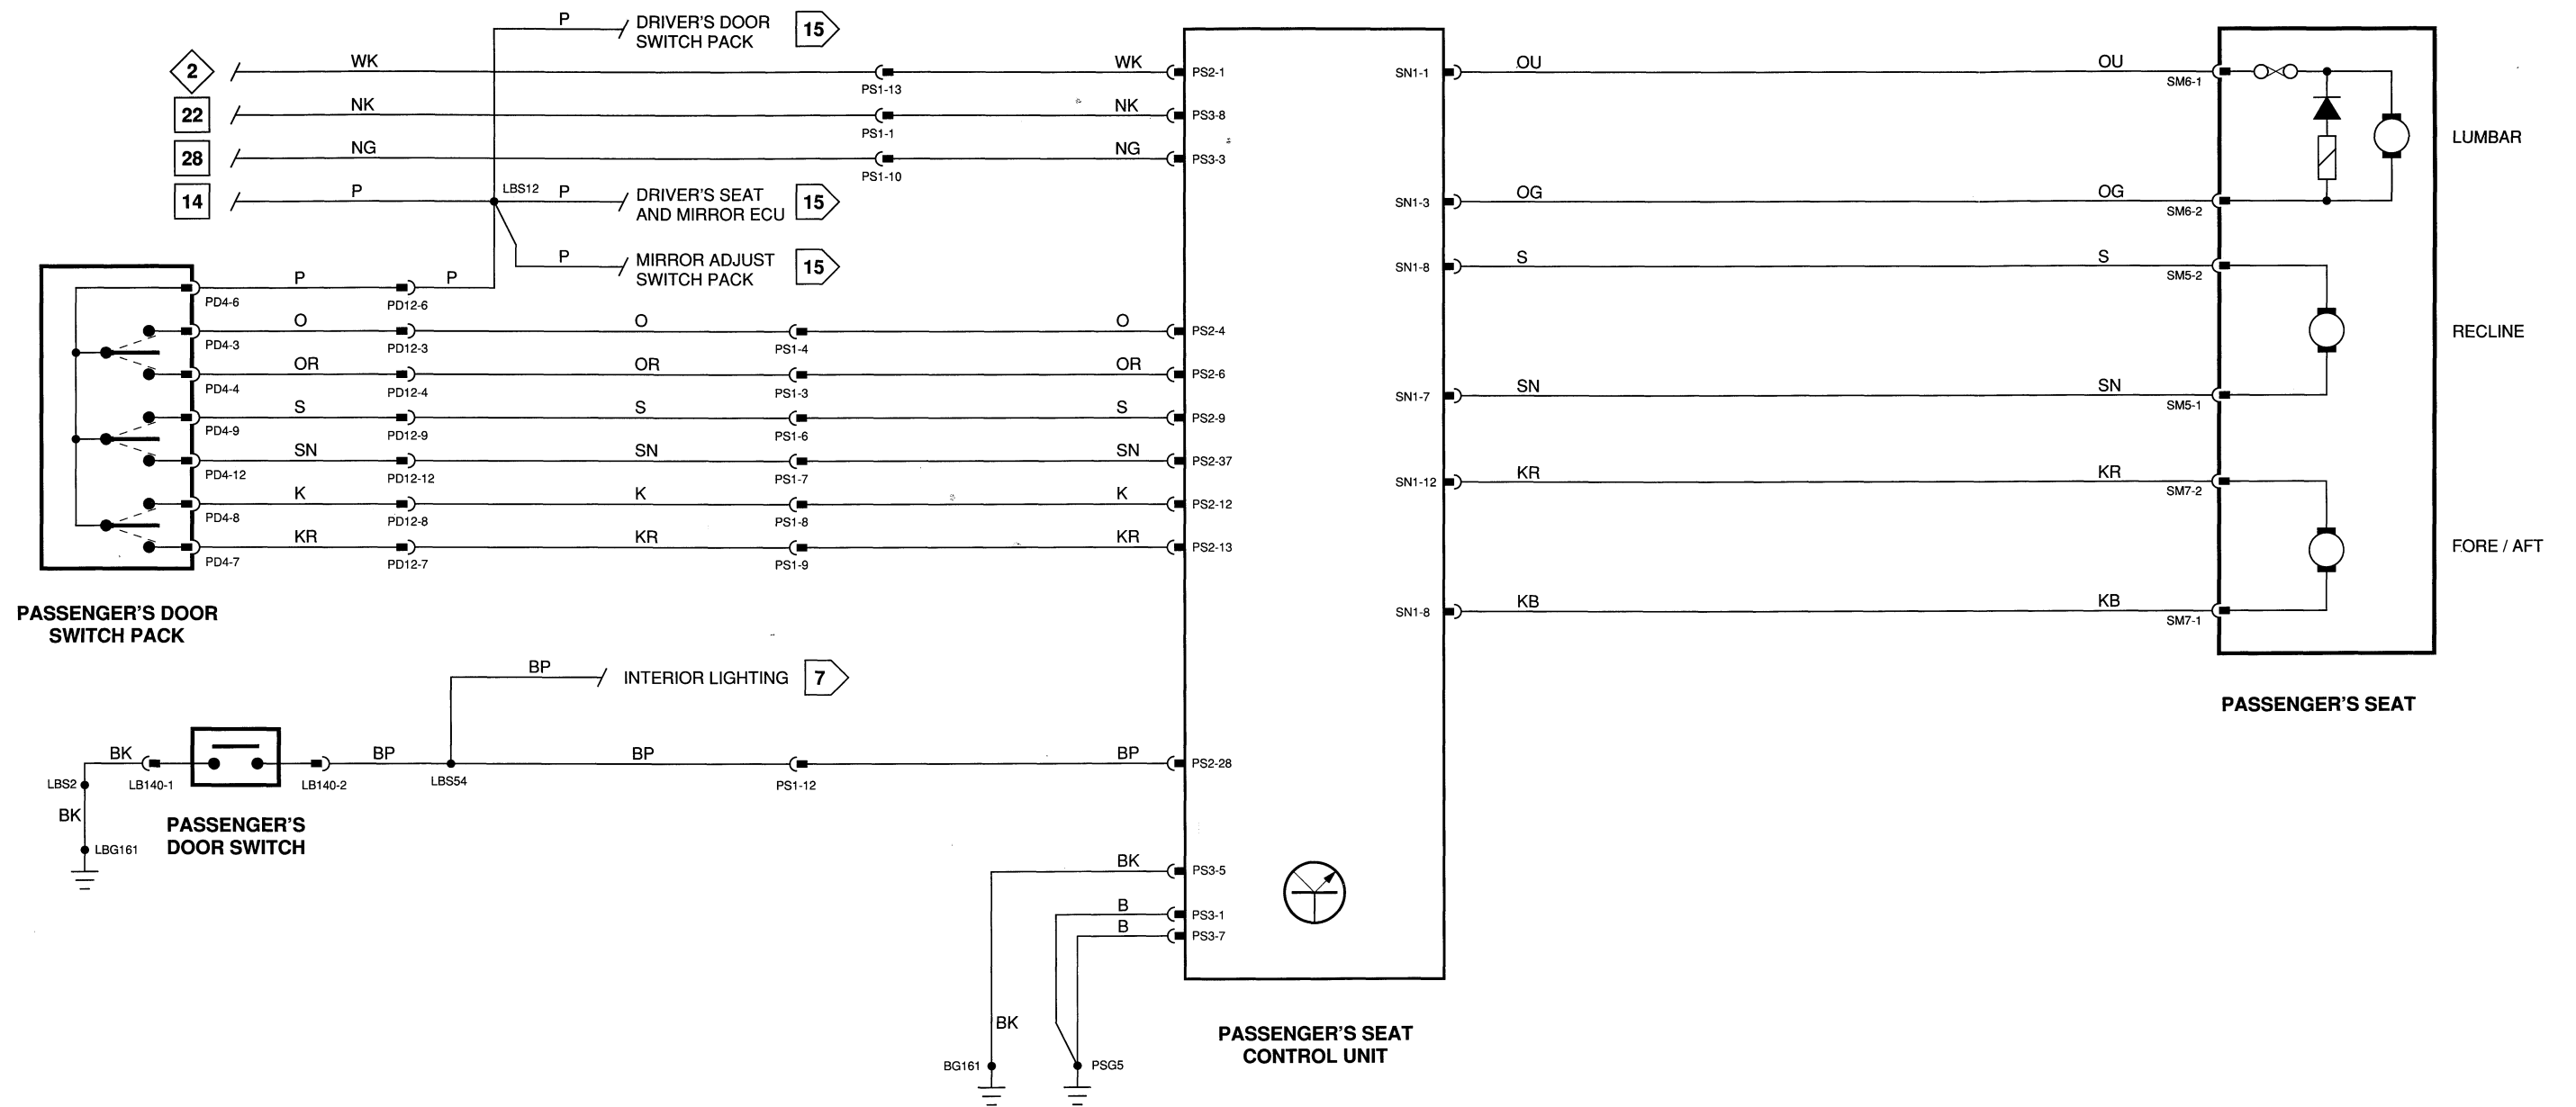 P DRIVER'S DOOR 15
SWITCH PACK
2 WK WK PS2-1 SN1-1 OU OU SM6-1
PS1-13
22 NK NK PS3-8
PS1-1
LUMBAR
28 NG NG PS3-3
PS1-10
14 P LBS12 P DRIVER'S SEAT 15 SN1-3 OG OG SM6-2
AND MIRROR ECU
P MIRROR ADJUST 15 SN1-8 S S SM5-2
SWITCH PACK
P P
PD4-6 PD12-6
O O O PS2-4 RECLINE
PD4-3 PD12-3 PS1-4
OR OR OR PS2-6
PD4-4 PD12-4 PS1-3
SN1-7 SN SN SM5-1
S S S PS2-9
PD4-9 PD12-9 PS1-6
SN SN SN PS2-37
PD4-12 PD12-12 PS1-7
SN1-12 KR KR SM7-2
K K K PS2-12
PD4-8 PD12-8 PS1-8
KR KR KR PS2-13 FORE / AFT
PD4-7 PD12-7 PS1-9
SN1-8 KB KB SM7-1
PASSENGER'S DOOR
SWITCH PACK
BP INTERIOR LIGHTING 7
PASSENGER'S SEAT
BK BP BP BP PS2-28
LBS2 LB140-1 LB140-2 LBS54 PS1-12
BK
PASSENGER'S
DOOR SWITCH
LBG161
BK PS3-5
B PS3-1
B PS3-7
BK
PASSENGER'S SEAT
CONTROL UNIT
BG161 PSG5